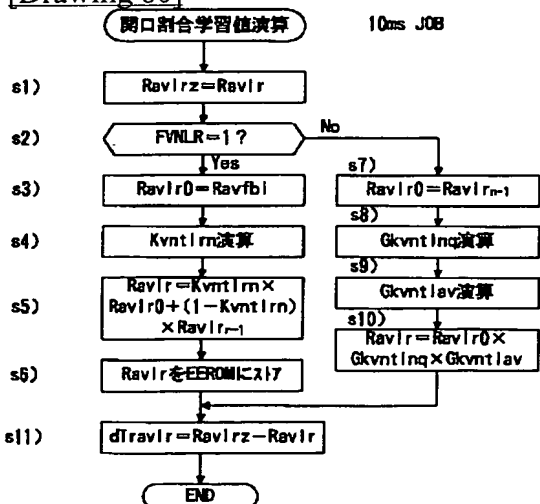 [Drawing 60]
開口割合学習値演算
10ms JOB
s1)
Ravlrz=Ravlr
s2)
FVNLR=1?
No
Yes
s3)
Ravlr0=Ravfbi
s4)
Kvntlrn演算
s5)
Ravlr=Kvntlrn×
Ravlr0+(1-Kvntlrn)
×Ravlrn-1
s6)
RavlrをEEROMにストア
s7)
Ravlr0=Ravlrn-1
s8)
Gkvntlnq演算
s9)
Gkvntlav演算
s10)
Ravlr=Ravlr0×
Gkvntlnq×Gkvntlav
s11)
dTravlr=Ravlrz-Ravlr
END